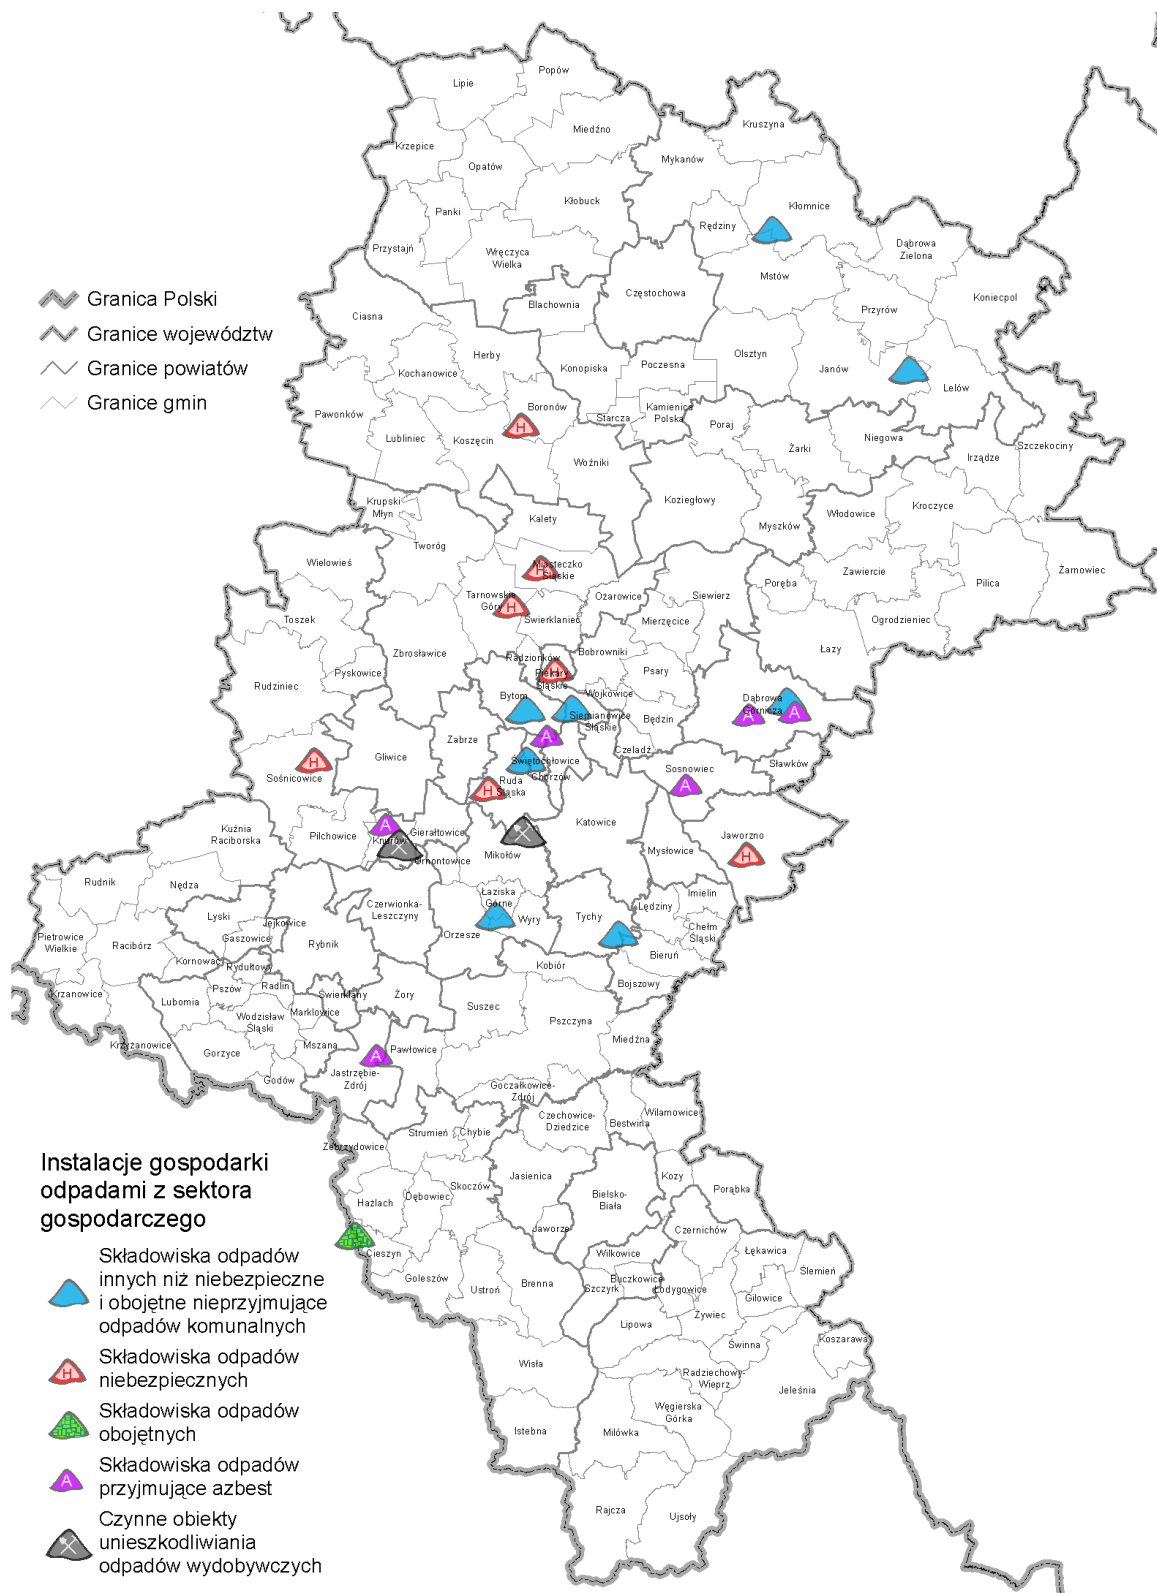 Popów
Lipie
Kruszyna
Miedźno
Krzepice
Mykanów
Opatów
Kłobuck
Kłomnice
Panki
Rędziny
Przystajń
Wręczyca
Wielka
Dąbrowa
Zielona
Mstów
Częstochowa
Koniecpol
Granica Polski
Blachownia
Przyrów
Ciasna
Granice województw
Herby
Olsztyn
Konopiska
Poczesna
Janów
Granice powiatów
Kochanowice
Lelów
Granice gmin
Boronów
Kamienica
Polska
Pawonków
Starcza
Poraj
H
Lubliniec
Koszęcin
Niegowa
Żarki
Szczekociny
Irządze
Woźniki
Koziegłowy
Krupski
Młyn
Kroczyce
Włodowice
Kalety
Myszków
Tworóg
Wielowieś
Miasteczko
Śląskie
H
Zawiercie
Poręba
Pilica
Żarnowiec
Tarnowskie
Góry
H
Ożarowice
Siewierz
Toszek
Świerklaniec
Mierzęcice
Ogrodzieniec
Zbrosławice
Radzionków
Bobrowniki
Łazy
Pyskowice
Piekary
Śląskie
H
Psary
Rudziniec
Bytom
Wojkowice
Dąbrowa
Górnicza
A
A
Siemianowice
Śląskie
Będzin
Zabrze
A
Gliwice
Czeladź
H
Świętochłowice
Sosnowiec
Sławków
Sośnicowice
Chorzów
Ruda
Śląska
H
A
Katowice
Kuźnia
Raciborska
A
Pilchowice
Knurów
Gierałtowice
Jaworzno
H
Mikołów
Ornontowice
Mysłowice
Rudnik
Nędza
Łaziska
Górne
Imielin
Czerwionka-
Leszczyny
Lędziny
Lyski
Jejkowice
Wyry
Tychy
Chełm
Śląski
Pietrowice
Wielkie
Racibórz
Gaszowice
Rybnik
Orzesze
Bieruń
Kornowac
Rydułtowy
Kobiór
Krzanowice
Pszów
Radlin
Świerklany
Żory
Bojszowy
Lubomia
Suszec
Marklowice
Wodzisław
Śląski
Pszczyna
Krzyżanowice
Mszana
Miedźna
Gorzyce
A
Pawłowice
Godów
Jastrzębie-
Zdrój
Goczałkowice-
Zdrój
Czechowice-
Dziedzice
Wilamowice
Bestwina
Strumień
Chybie
Zebrzydowice
Instalacje gospodarki
odpadami z sektora
gospodarczego
Jasienica
Kozy
Porąbka
Skoczów
Dębowiec
Hażlach
Bielsko-
Biała
Jaworze
Czernichów
Cieszyn
Wilkowice
Łękawica
Ślemień
Goleszów
Ustroń
Brenna
Buczkowice
Szczyrk
Łodygowice
Gilowice
Składowiska odpadów
innych niż niebezpieczne
i obojętne nieprzyjmujące
odpadów komunalnych
Żywiec
Lipowa
Koszarawa
Świnna
H
Składowiska odpadów
niebezpiecznych
Wisła
Radziechowy-
Wieprz
Jeleśnia
Węgierska
Górka
Składowiska odpadów
obojętnych
Istebna
Milówka
A
Składowiska odpadów
przyjmujące azbest
Rajcza
Ujsoły
Czynne obiekty
unieszkodliwiania
odpadów wydobywczych